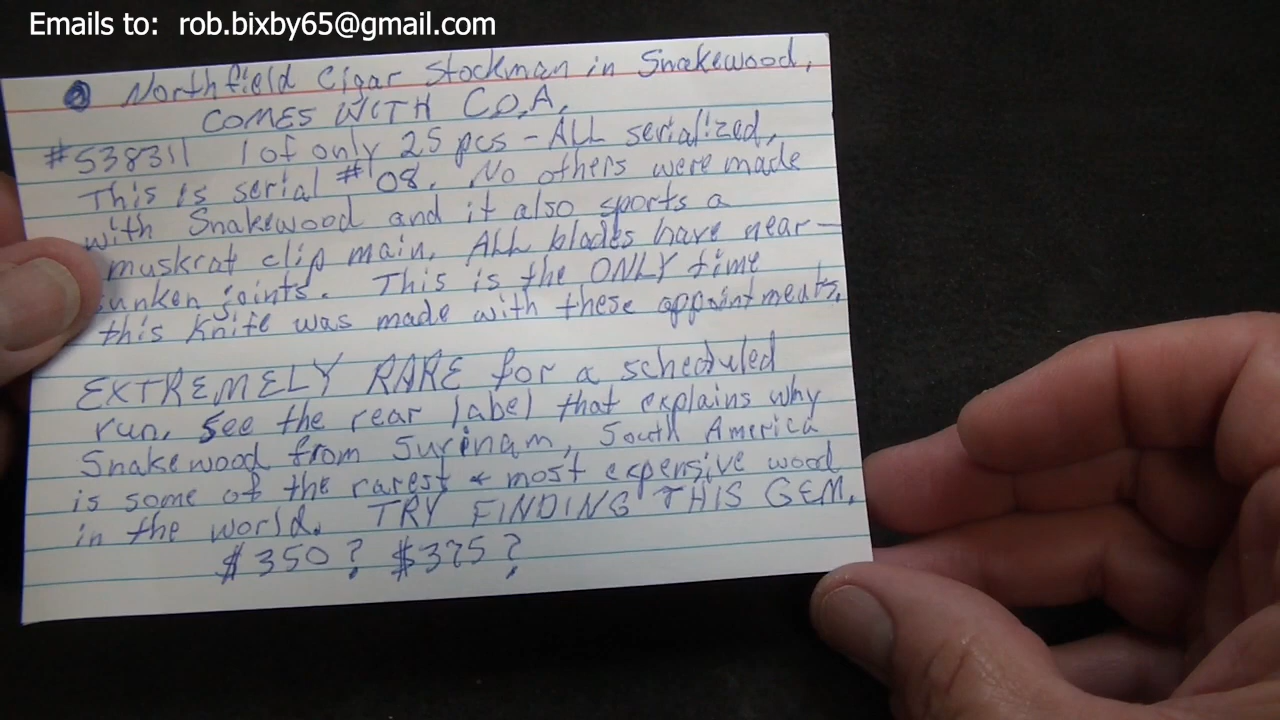 Emails to: rob.bixby65@gmail.com
Northfield Cigar Stockman in Snakewood,
COMES WITH C.O.A.
#538311 1 of only 25 pcs - ALL serialized,
This is serial #08. No others were made
with Snakewood and it also sports a
muskrat clip main. ALL blades have near-
unken joints. This is the ONLY time
this knife was made with these appointments.
EXTREMELY RARE for a scheduled
run, see the rear label that explains why
Snakewood from Surinam, South America
is some of the rarest & most expensive wood
in the world. TRY FINDING THIS GEM.
$350? $375?